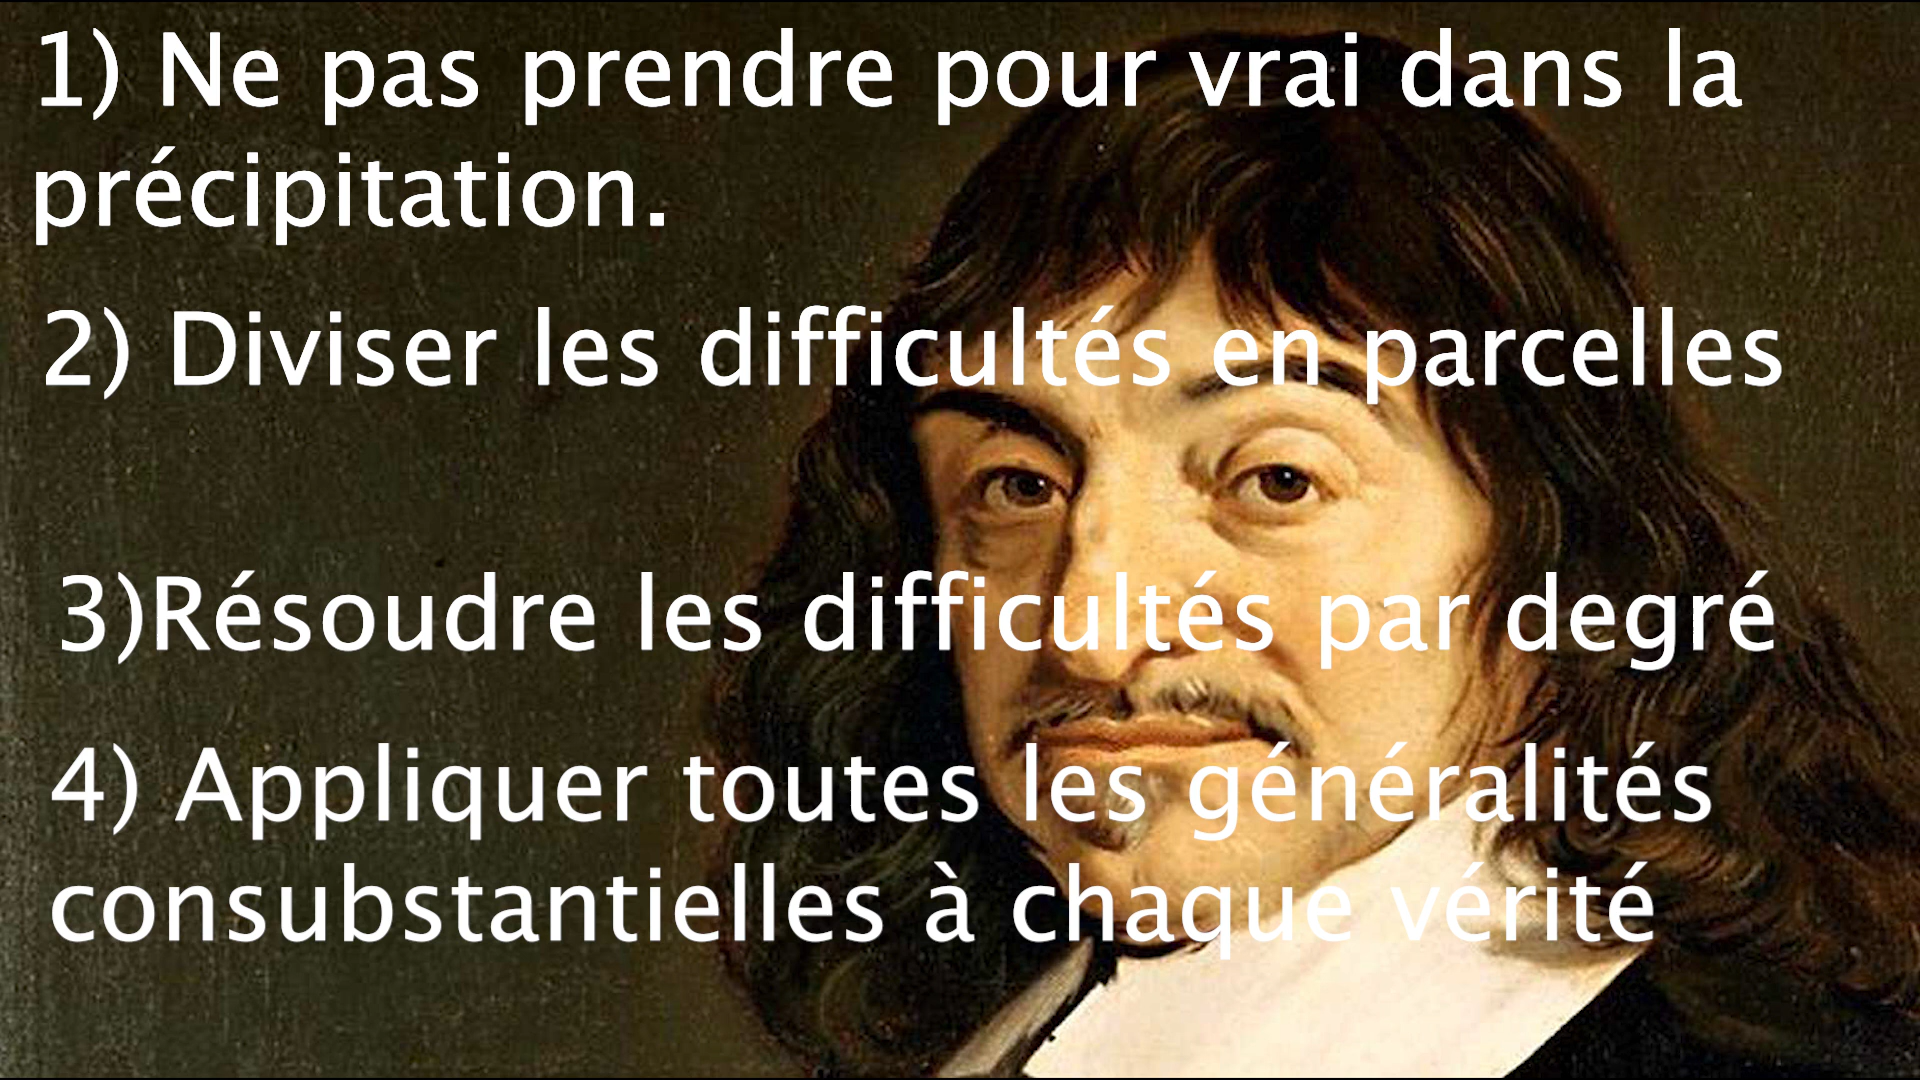 1) Ne pas prendre pour vrai dans la
précipitation.
2) Diviser les difficultés en parcelles
3)Résoudre les difficultés par degré
4) Appliquer toutes les généralités
consubstantielles à chaque vérité